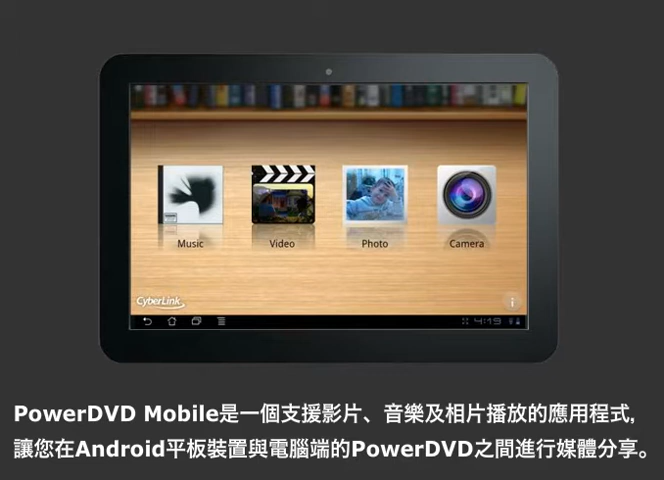 Music
Video
Photo
Camera
CyberLink
4:19
PowerDVD Mobile是一個支援影片、音樂及相片播放的應用程式,
讓您在Android平板裝置與電腦端的PowerDVD之間進行媒體分享。